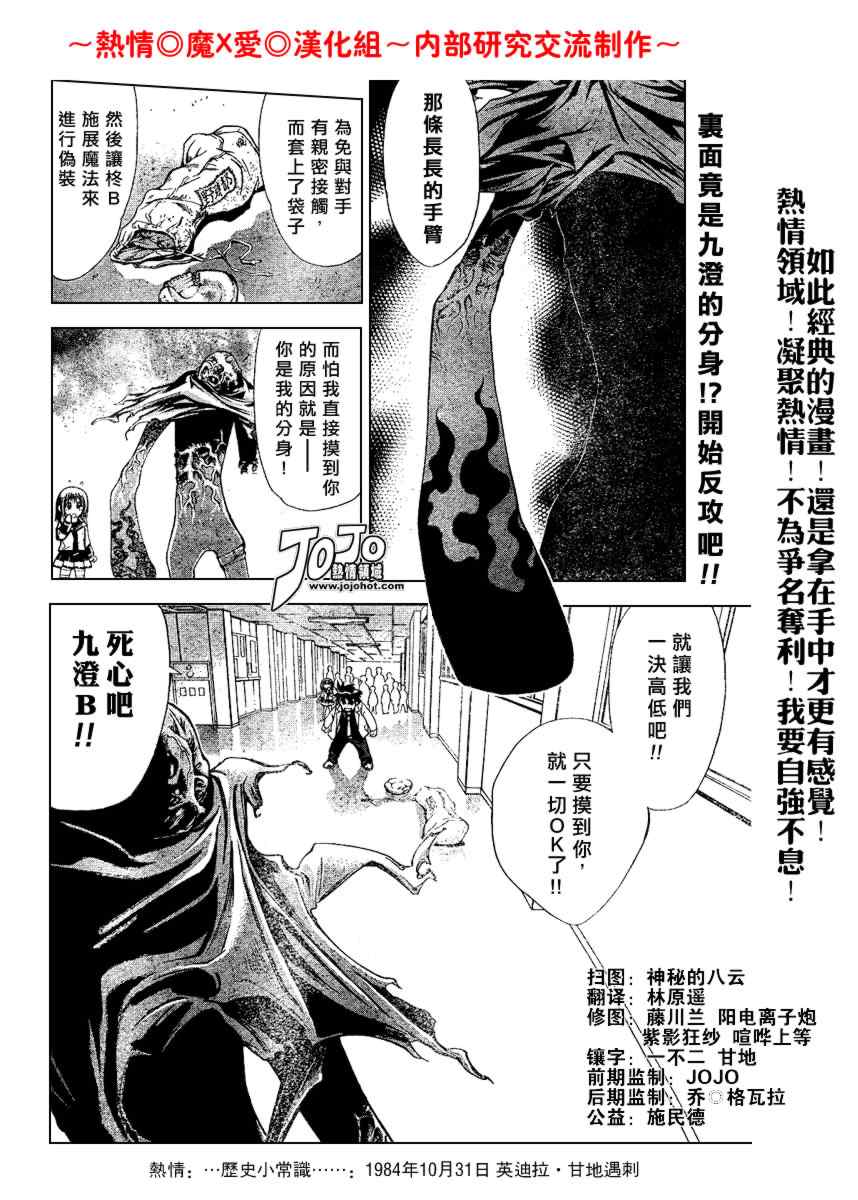 ～熱情◎魔X愛◎漢化組～内部研究交流制作～
如此經典的漫畫！還是拿在手中才更有感覺！
熱情領域！凝聚熱情！不為爭名奪利！我要自強不息！
裏面竟是九澄的分身!?開始反攻吧!!
那條長長的手臂
為免與對手
有親密接觸，
而套上了袋子
然後讓柊B
施展魔法來
進行偽裝
而怕我直接摸到你
的原因就是——
你是我的分身！
JOJO
熱情領域
www.jojohot.com
就讓我們
一決高低吧!!
只要摸到你，
就一切OK了!!
死心吧
九澄B!!
扫图：神秘的八云
翻译：林原遥
修图：藤川兰 阳电离子炮
紫影狂纱 喧哗上等
镶字：一不二 甘地
前期监制：JOJO
后期监制：乔◌格瓦拉
公益：施民德
熱情：…歷史小常識……：1984年10月31日 英迪拉·甘地遇刺